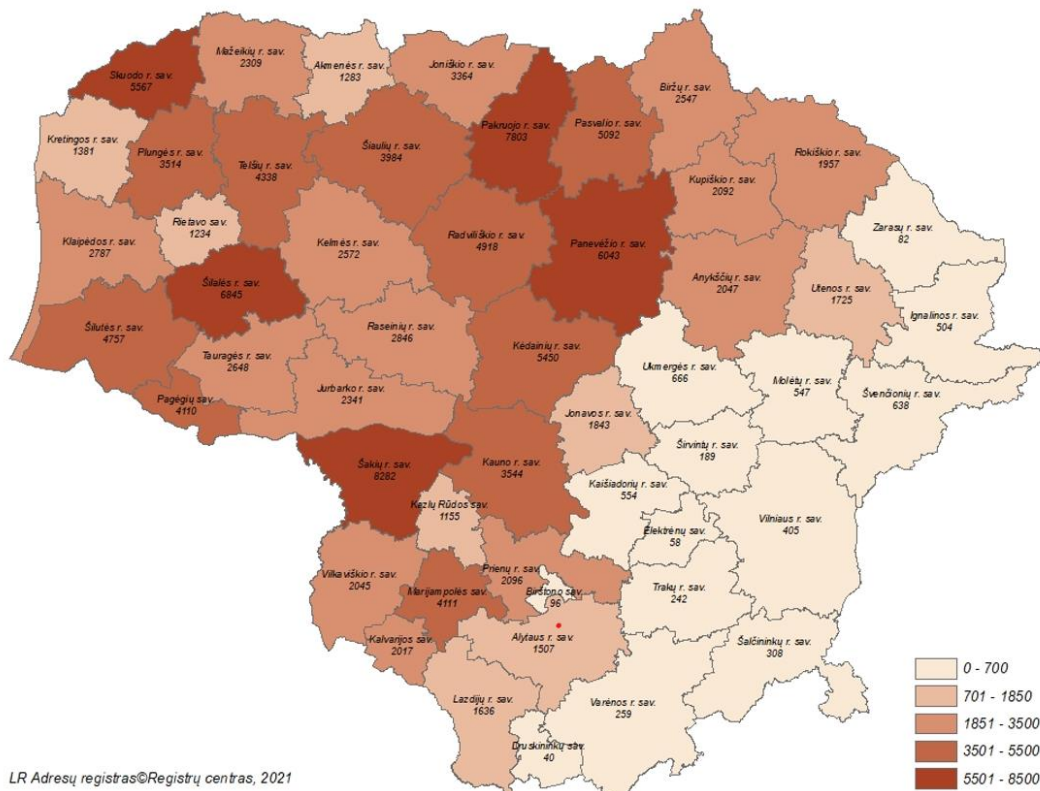 Mažeikių r. sav.
2309
Akmenės r. sav.
1283
Joniškio r. sav.
3364
Skuodo r. sav.
5567
Biržų r. sav.
2547
Pakruojo r. sav.
7803
Pasvalio r. sav.
5092
Kretingos r. sav.
1381
Plungės r. sav.
3514
Telšių r. sav.
4338
Šiaulių r. sav.
3984
Rokiškio r. sav.
1957
Kupiškio r. sav.
2092
Rietavo sav.
1234
Klaipėdos r. sav.
2787
Kelmės r. sav.
2572
Radviliškio r. sav.
4918
Panevėžio r. sav.
6043
Zarasų r. sav.
82
Anykščių r. sav.
2047
Utenos r. sav.
1725
Šilalės r. sav.
6845
Ignalinos r. sav.
504
Šilutės r. sav.
4757
Raseinių r. sav.
2846
Tauragės r. sav.
2648
Kėdainių r. sav.
5450
Ukmergės r. sav.
666
Molėtų r. sav.
547
Švenčionių r. sav.
638
Jurbarko r. sav.
2341
Pagėgių sav.
4110
Jonavos r. sav.
1843
Širvintų r. sav.
189
Šakių r. sav.
8282
Kauno r. sav.
3544
Kaišiadorių r. sav.
554
Kazlų Rūdos sav.
1155
Vilniaus r. sav.
405
Elektrėnų sav.
58
Vilkaviškio r. sav.
2045
Prienų r. sav.
2096
Marijampolės sav.
4111
Birštono sav.
96
Trakų r. sav.
242
Alytaus r. sav.
1507
Kalvarijos sav.
2017
Šalčininkų r. sav.
308
Lazdijų r. sav.
1636
Varėnos r. sav.
259
Druskininkų sav.
40
0 - 700
701 - 1850
1851 - 3500
3501 - 5500
5501 - 8500
LR Adresų registras©Registrų centras, 2021